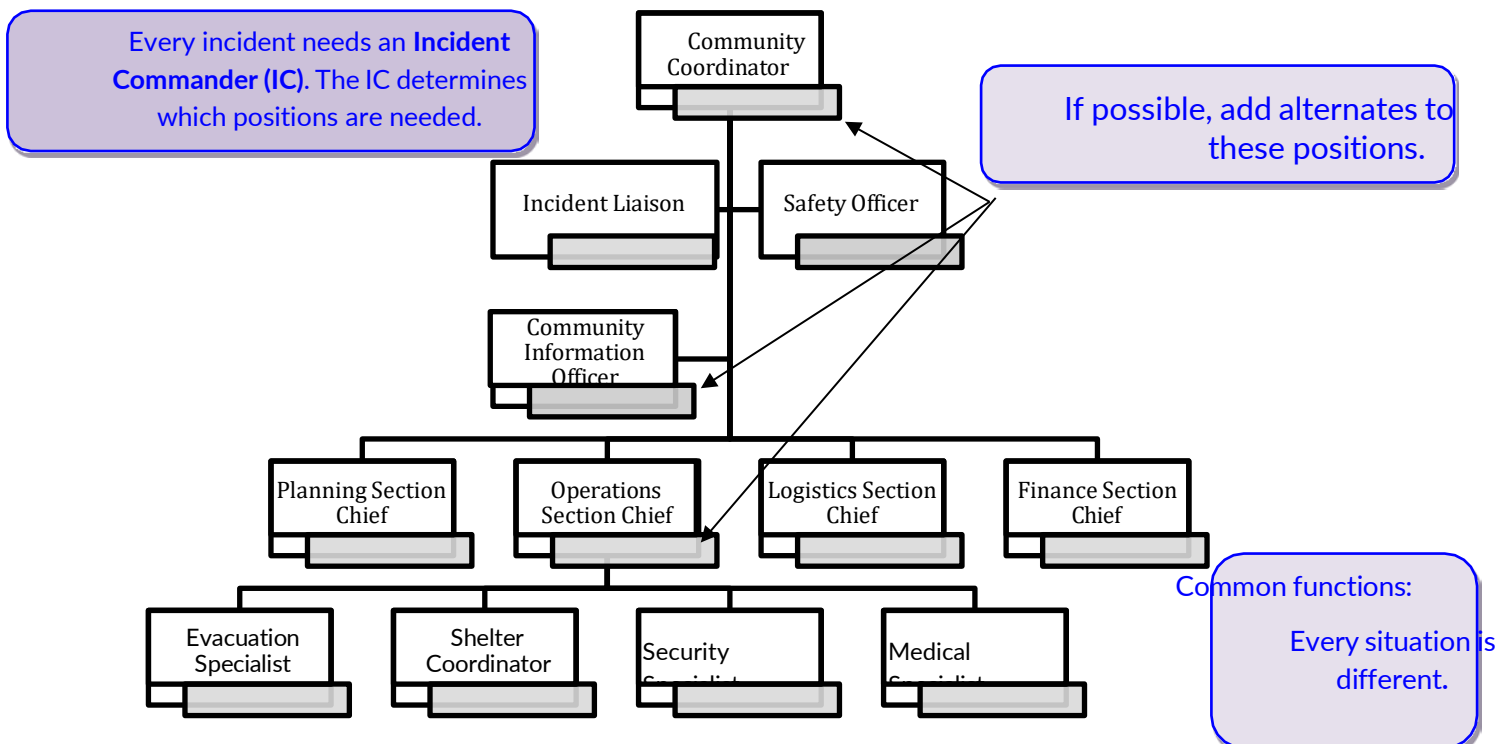 Every incident needs an Incident
Commander (IC). The IC determines
which positions are needed.
Community
Coordinator
If possible, add alternates to
these positions.
Incident Liaison
Safety Officer
Community
Information
Officer
Planning Section
Chief
Operations
Section Chief
Logistics Section
Chief
Finance Section
Chief
Common functions:
Every situation is
different.
Evacuation
Specialist
Shelter
Coordinator
Security
Specialist
Medical
Specialist